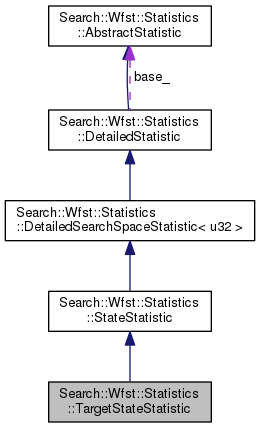 Search::Wfst::Statistics
::AbstractStatistic
base_
Search::Wfst::Statistics
::DetailedStatistic
Search::Wfst::Statistics
::DetailedSearchSpaceStatistic< u32 >
Search::Wfst::Statistics
::StateStatistic
Search::Wfst::Statistics
::TargetStateStatistic